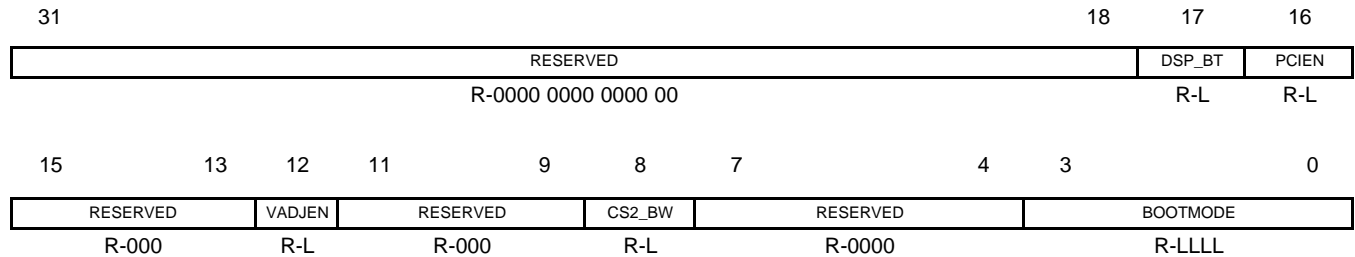 31 18 17 16
RESERVED DSP_BT PCIEN
R-0000 0000 0000 00 R-L R-L
15 13 12 11 9 8 7 4 3 0
RESERVED VADJEN RESERVED CS2_BW RESERVED BOOTMODE
R-000 R-L R-000 R-L R-0000 R-LLLL